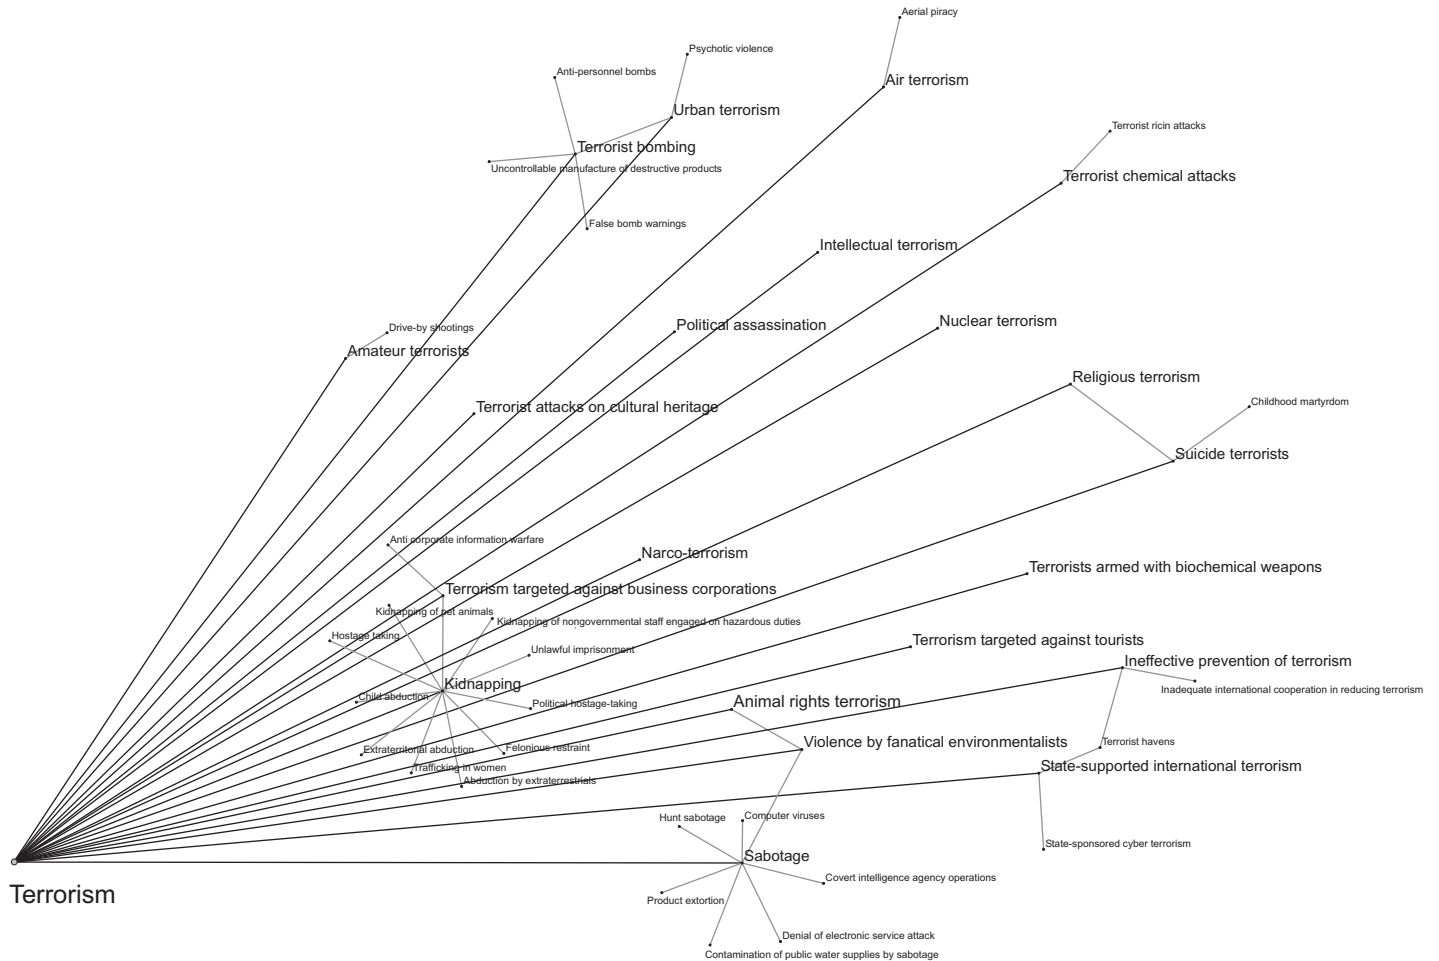 Aerial piracy
Psychotic violence
Anti-personnel bombs
Air terrorism
Urban terrorism
Terrorist ricin attacks
Terrorist bombing
Uncontrollable manufacture of destructive products
Terrorist chemical attacks
False bomb warnings
Intellectual terrorism
Nuclear terrorism
Political assassination
Drive-by shootings
Amateur terrorists
Religious terrorism
Childhood martyrdom
Terrorist attacks on cultural heritage
Suicide terrorists
Anti corporate information warfare
Narco-terrorism
Terrorists armed with biochemical weapons
Terrorism targeted against business corporations
Kidnapping of pet animals
Kidnapping of nongovernmental staff engaged on hazardous duties
Hostage taking
Terrorism targeted against tourists
Unlawful imprisonment
Ineffective prevention of terrorism
Kidnapping
Inadequate international cooperation in reducing terrorism
Child abduction
Political hostage-taking
Animal rights terrorism
Violence by fanatical environmentalists
Terrorist havens
Extraterritorial abduction
Felonious restraint
Trafficking in women
State-supported international terrorism
Abduction by extraterrestrials
Hunt sabotage
Computer viruses
State-sponsored cyber terrorism
Sabotage
Covert intelligence agency operations
Terrorism
Product extortion
Denial of electronic service attack
Contamination of public water supplies by sabotage